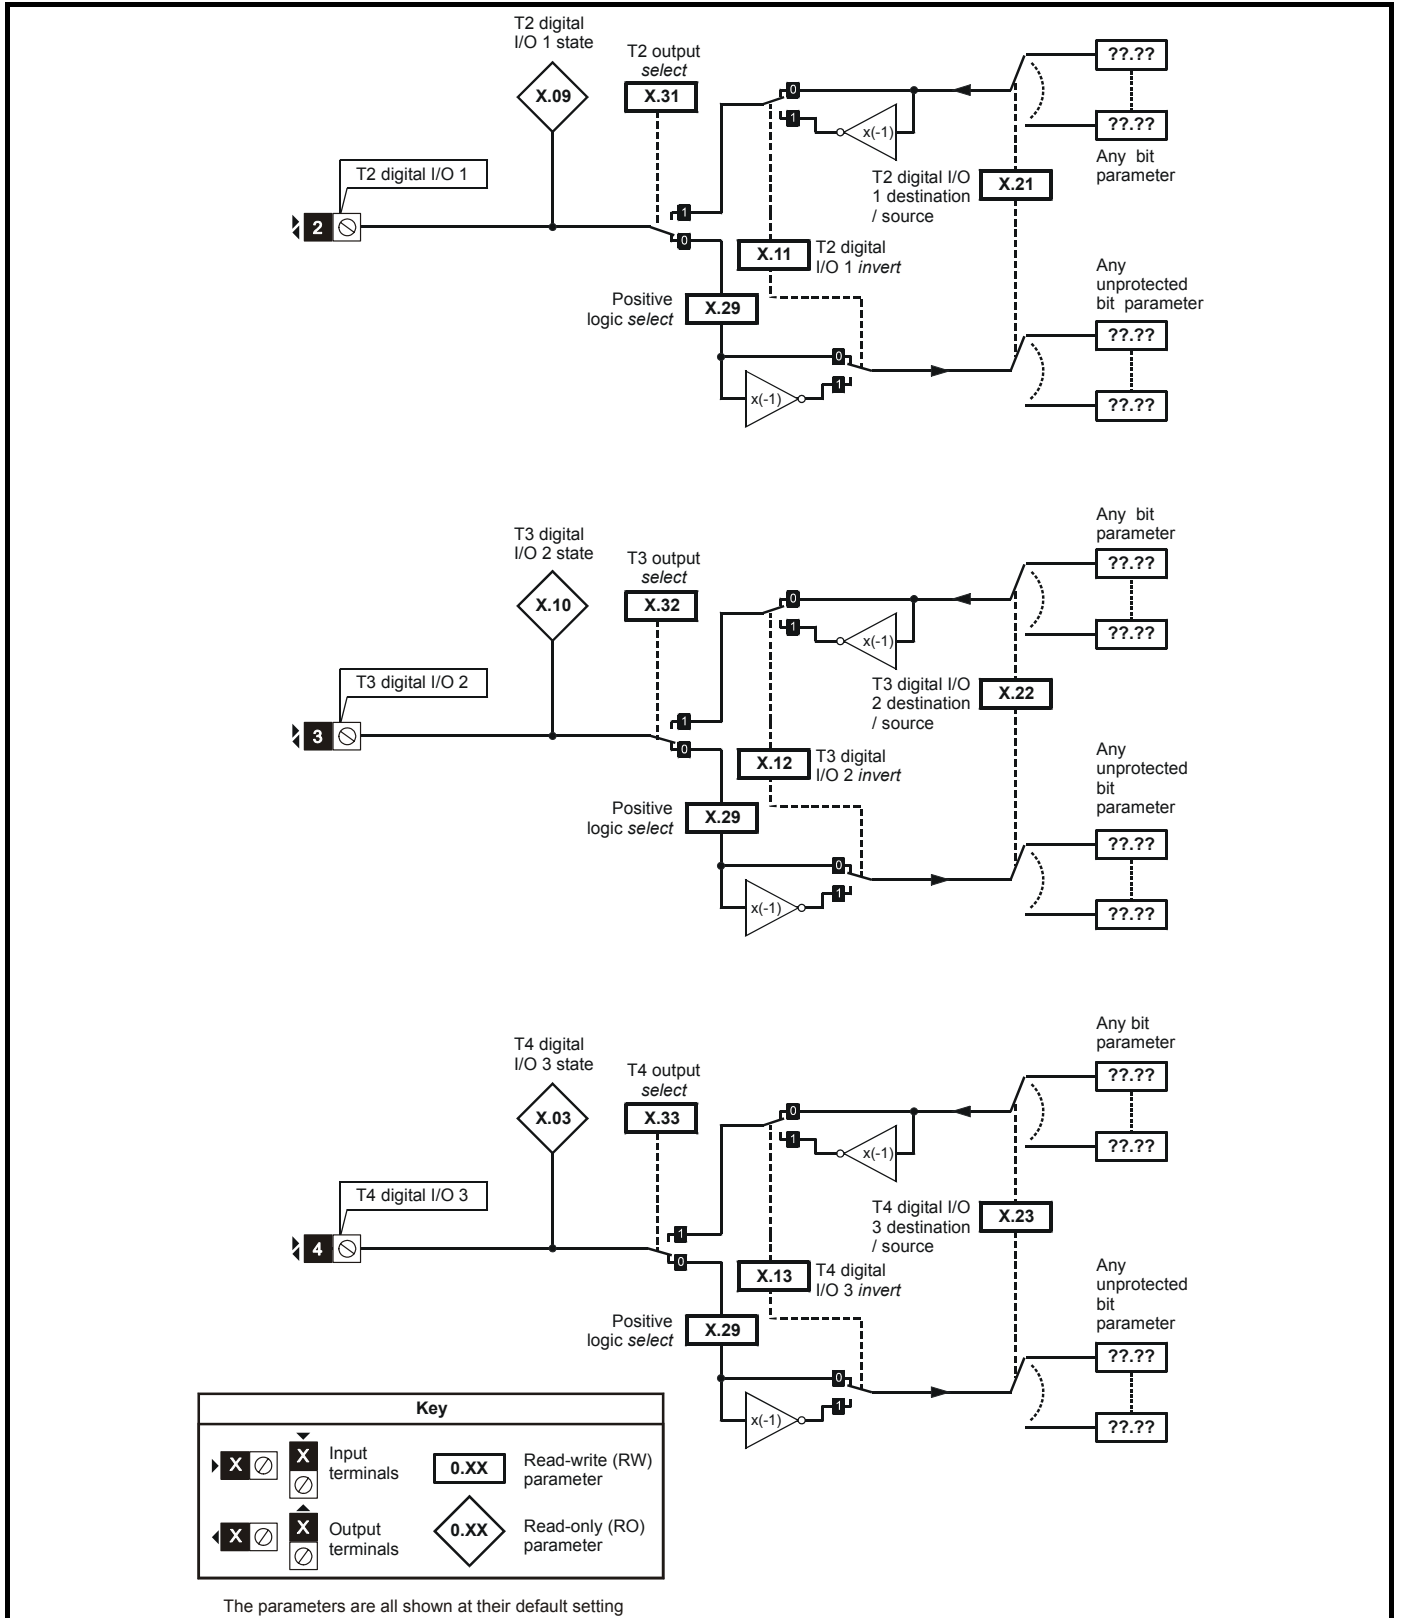 T2 digital
I/O 1 state
X.09
T2 output
select
X.31
0
1
x(-1)
??.??
??.??
Any bit
parameter
T2 digital I/O
1 destination
/ source
X.21
T2 digital I/O 1
2
1
0
X.11
T2 digital
I/O 1 invert
Positive
logic select
X.29
Any
unprotected
bit parameter
??.??
??.??
0
1
x(-1)
T3 digital
I/O 2 state
X.10
T3 output
select
X.32
0
1
x(-1)
Any bit
parameter
??.??
??.??
T3 digital I/O
2 destination
/ source
X.22
T3 digital I/O 2
3
1
0
X.12
T3 digital
I/O 2 invert
Positive
logic select
X.29
Any
unprotected
bit
parameter
??.??
??.??
0
1
x(-1)
T4 digital
I/O 3 state
X.03
T4 output
select
X.33
0
1
x(-1)
Any bit
parameter
??.??
??.??
T4 digital I/O
3 destination
/ source
X.23
T4 digital I/O 3
4
1
0
X.13
T4 digital
I/O 3 invert
Positive
logic select
X.29
Any
unprotected
bit
parameter
??.??
??.??
0
1
x(-1)
Key
X
X
Input
terminals
0.XX
Read-write (RW)
parameter
X
X
Output
terminals
0.XX
Read-only (RO)
parameter
The parameters are all shown at their default setting